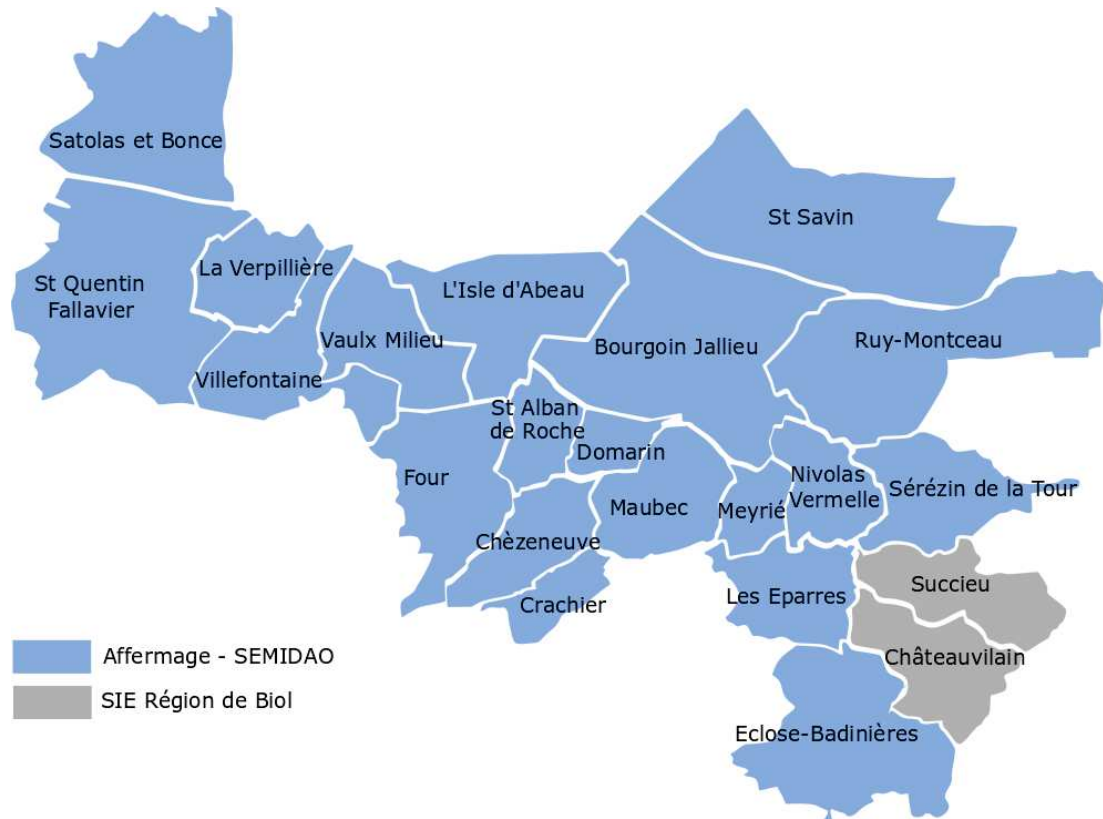 Satolas et Bonce
St Savin
La Verpillière
St Quentin
Fallavier
L'Isle d'Abeau
Vaulx Milieu
Bourgoin Jallieu
Ruy-Montceau
Villefontaine
St Alban
de Roche
Domarin
Four
Nivolas
Vermelle
Sérézin de la Tour
Maubec
Meyrié
Chèzeneuve
Succieu
Les Eparres
Crachier
Châteauvilain
Eclose-Badinières
Affermage - SEMIDAO
SIE Région de Biol